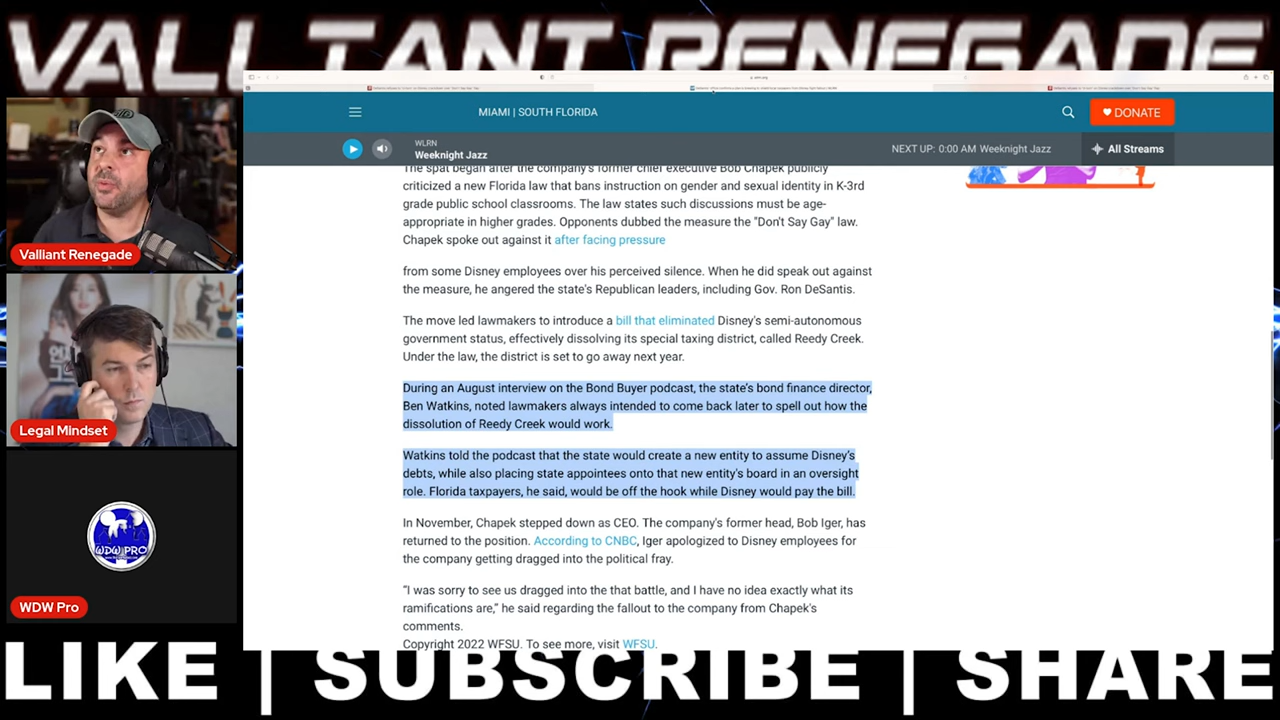 VALLIANT RENEGADE
MIAMI | SOUTH FLORIDA
DONATE
WLRN
Weeknight Jazz
NEXT UP: 0:00 AM Weeknight Jazz
All Streams
The spat began after the company's former chief executive Bob Chapek publicly
criticized a new Florida law that bans instruction on gender and sexual identity in K-3rd
grade public school classrooms. The law states such discussions must be age-
appropriate in higher grades. Opponents dubbed the measure the "Don't Say Gay" law.
Chapek spoke out against it after facing pressure
from some Disney employees over his perceived silence. When he did speak out against
the measure, he angered the state's Republican leaders, including Gov. Ron DeSantis.
The move led lawmakers to introduce a bill that eliminated Disney's semi-autonomous
government status, effectively dissolving its special taxing district, called Reedy Creek.
Under the law, the district is set to go away next year.
During an August interview on the Bond Buyer podcast, the state's bond finance director,
Ben Watkins, noted lawmakers always intended to come back later to spell out how the
dissolution of Reedy Creek would work.
Watkins told the podcast that the state would create a new entity to assume Disney's
debts, while also placing state appointees onto that new entity's board in an oversight
role. Florida taxpayers, he said, would be off the hook while Disney would pay the bill.
In November, Chapek stepped down as CEO. The company's former head, Bob Iger, has
returned to the position. According to CNBC, Iger apologized to Disney employees for
the company getting dragged into the political fray.
“I was sorry to see us dragged into the that battle, and I have no idea exactly what its
ramifications are,” he said regarding the fallout to the company from Chapek's
comments.
Copyright 2022 WFSU. To see more, visit WFSU.
Valliant Renegade
Legal Mindset
WDW PRO
WDW Pro
LIKE | SUBSCRIBE | SHARE